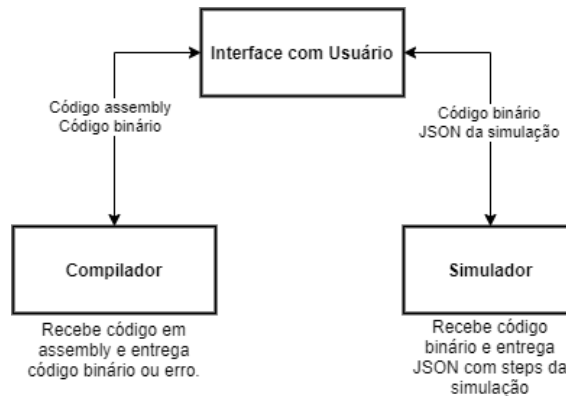 Interface com Usuário
Código assembly
Código binário
Código binário
JSON da simulação
Compilador
Simulador
Recebe código em
assembly e entrega
código binário ou erro.
Recebe código
binário e entrega
JSON com steps da
simulação